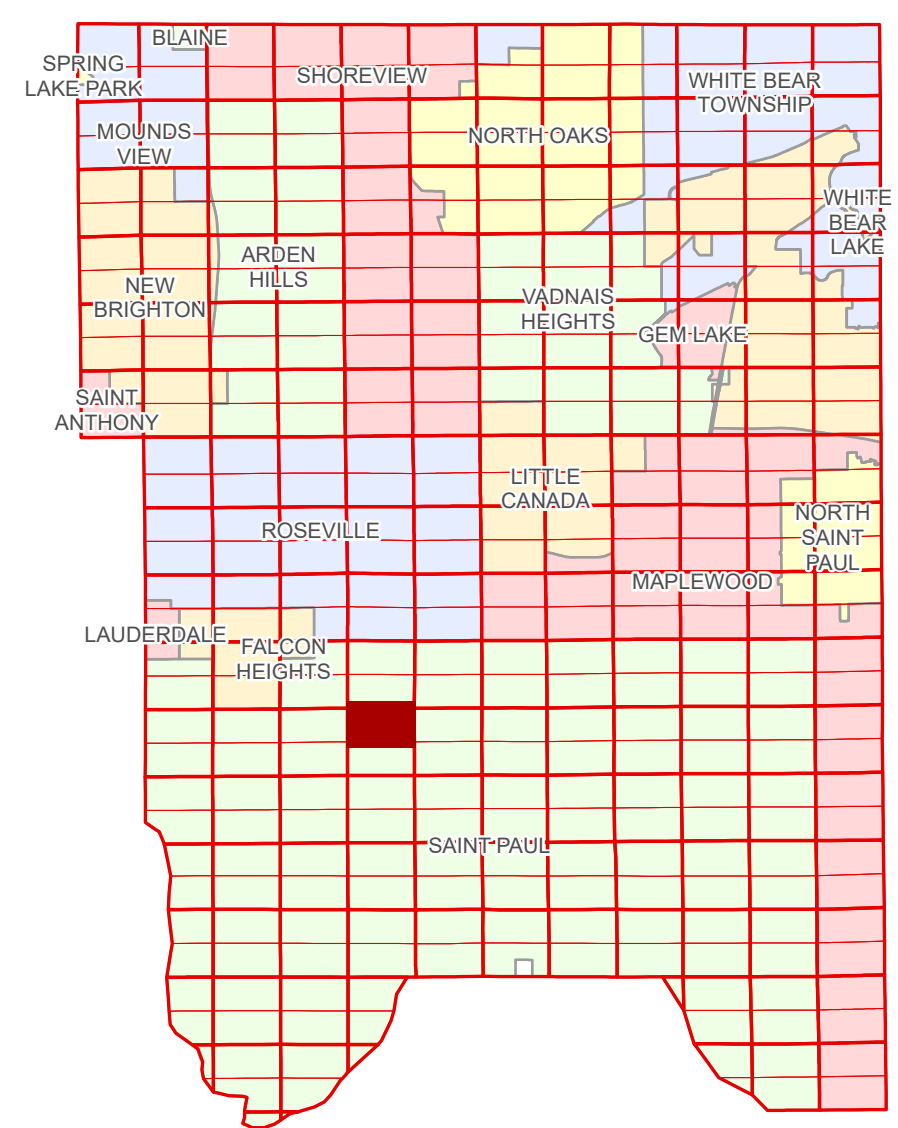 BLAINE
SPRING
LAKE PARK
SHOREVIEW
WHITE BEAR
TOWNSHIP
MOUNDS
VIEW
NORTH OAKS
WHITE
BEAR
LAKE
ARDEN
HILLS
NEW
BRIGHTON
VADNAIS
HEIGHTS
GEM LAKE
SAINT
ANTHONY
LITTLE
CANADA
NORTH
SAINT
PAUL
ROSEVILLE
MAPLEWOOD
LAUDERDALE
FALCON
HEIGHTS
SAINT PAUL